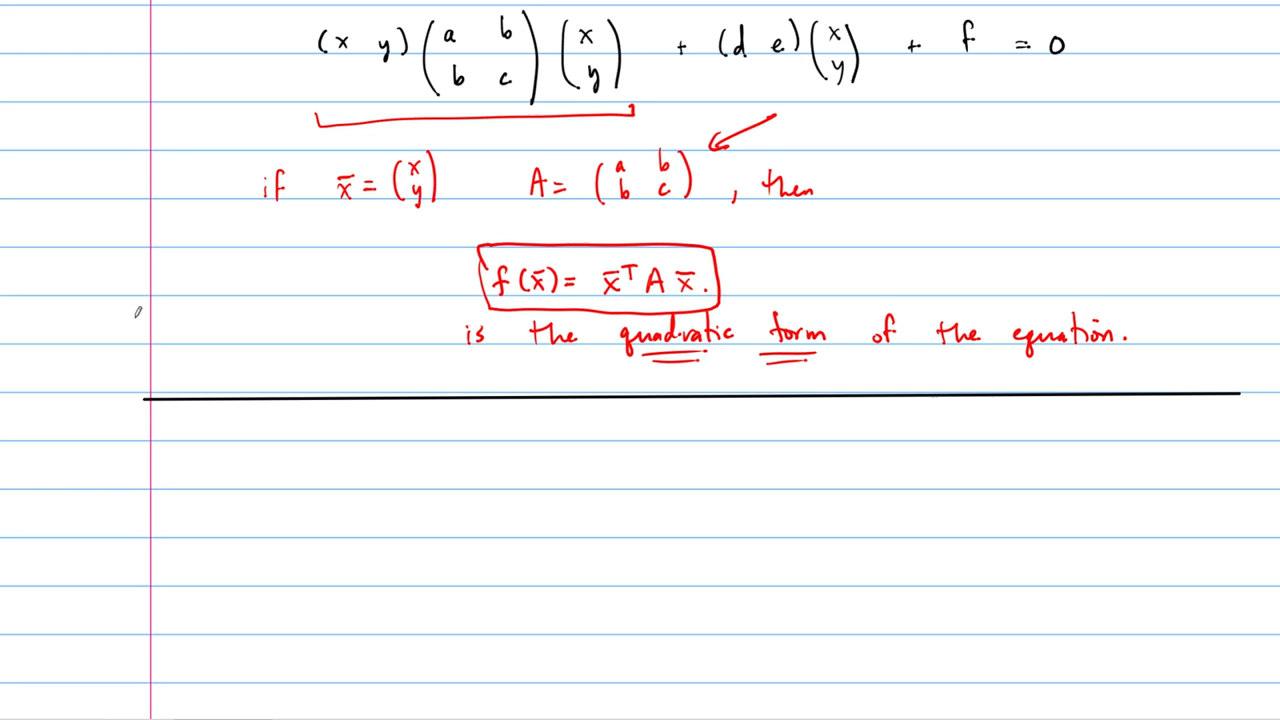 (x y) (a b; b c) (x; y) + (d e) (x; y) + f = 0
if x̄ = (x; y) A = (a b; b c) , then
f(x̄) = x̄ᵀ A x̄.
is the quadratic form of the equation.